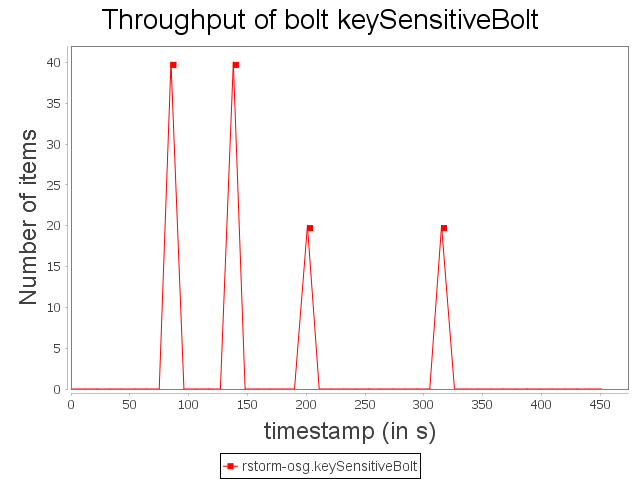 Throughput of bolt keySensitiveBolt
Number of items
40
35
30
25
20
15
10
5
0
0 50 100 150 200 250 300 350 400 450
timestamp (in s)
rstorm-osg.keySensitiveBolt